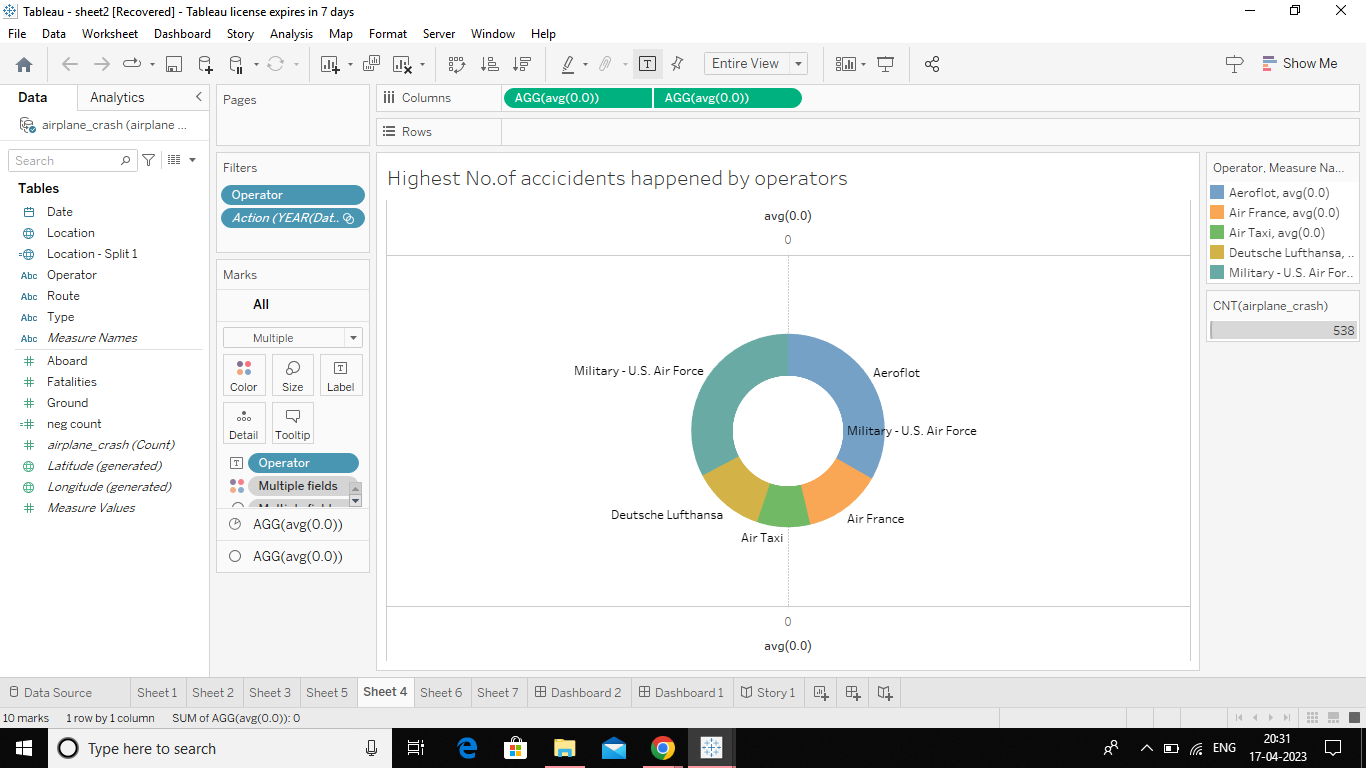 Tableau - sheet2 [Recovered] - Tableau license expires in 7 days
File Data Worksheet Dashboard Story Analysis Map Format Server Window Help
Entire View
Show Me
Data Analytics
airplane_crash (airplane ...
Search
Tables
Date
Location
Location - Split 1
Abc Operator
Abc Route
Abc Type
Abc Measure Names
Aboard
Fatalities
Ground
neg count
airplane_crash (Count)
Latitude (generated)
Longitude (generated)
Measure Values
Pages
Filters
Operator
Action (YEAR(Dat..
Marks
All
Multiple
Color Size Label
Detail Tooltip
Operator
Multiple fields
AGG(avg(0.0))
AGG(avg(0.0))
Columns AGG(avg(0.0)) AGG(avg(0.0))
Rows
Highest No.of accicidents happened by operators
avg(0.0)
0
Military - U.S. Air Force
Aeroflot
Military - U.S. Air Force
Deutsche Lufthansa
Air France
Air Taxi
0
avg(0.0)
Operator, Measure Na...
Aeroflot, avg(0.0)
Air France, avg(0.0)
Air Taxi, avg(0.0)
Deutsche Lufthansa, ..
Military - U.S. Air For..
CNT(airplane_crash)
538
Data Source Sheet 1 Sheet 2 Sheet 3 Sheet 5 Sheet 4 Sheet 6 Sheet 7 Dashboard 2 Dashboard 1 Story 1
10 marks 1 row by 1 column SUM of AGG(avg(0.0)): 0
Type here to search
ENG
20:31
17-04-2023